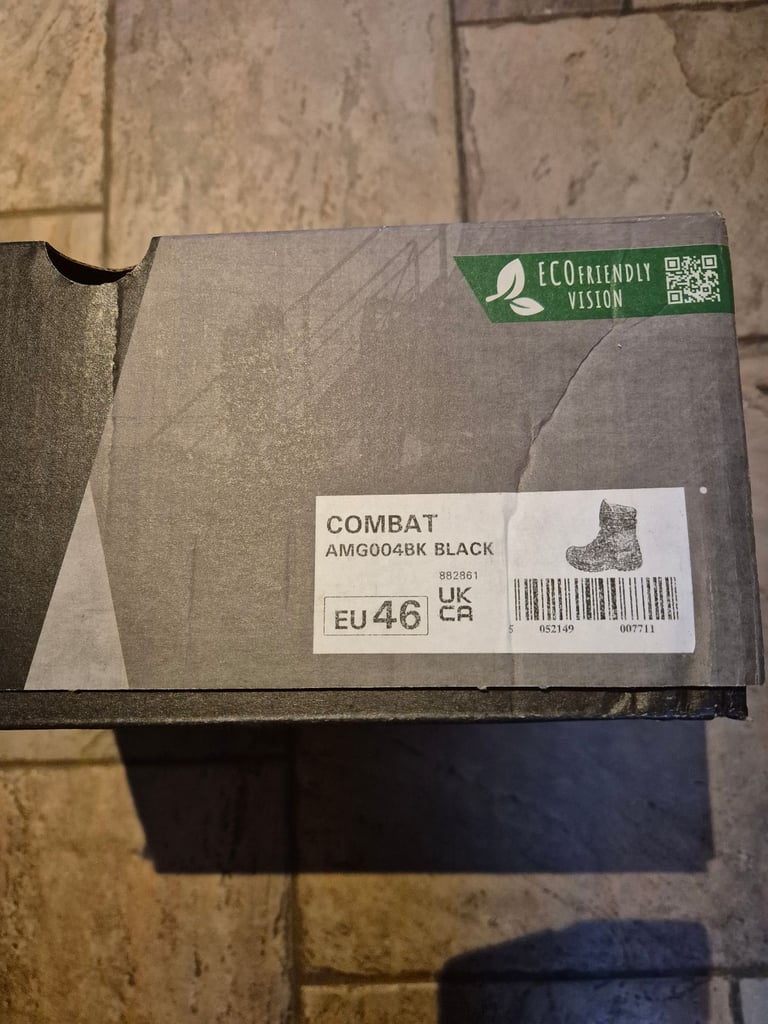 ECOFRIENDLY
VISION
COMBAT
AMG004BK BLACK
882861
EU 46
UK
CA
5 052149 007711